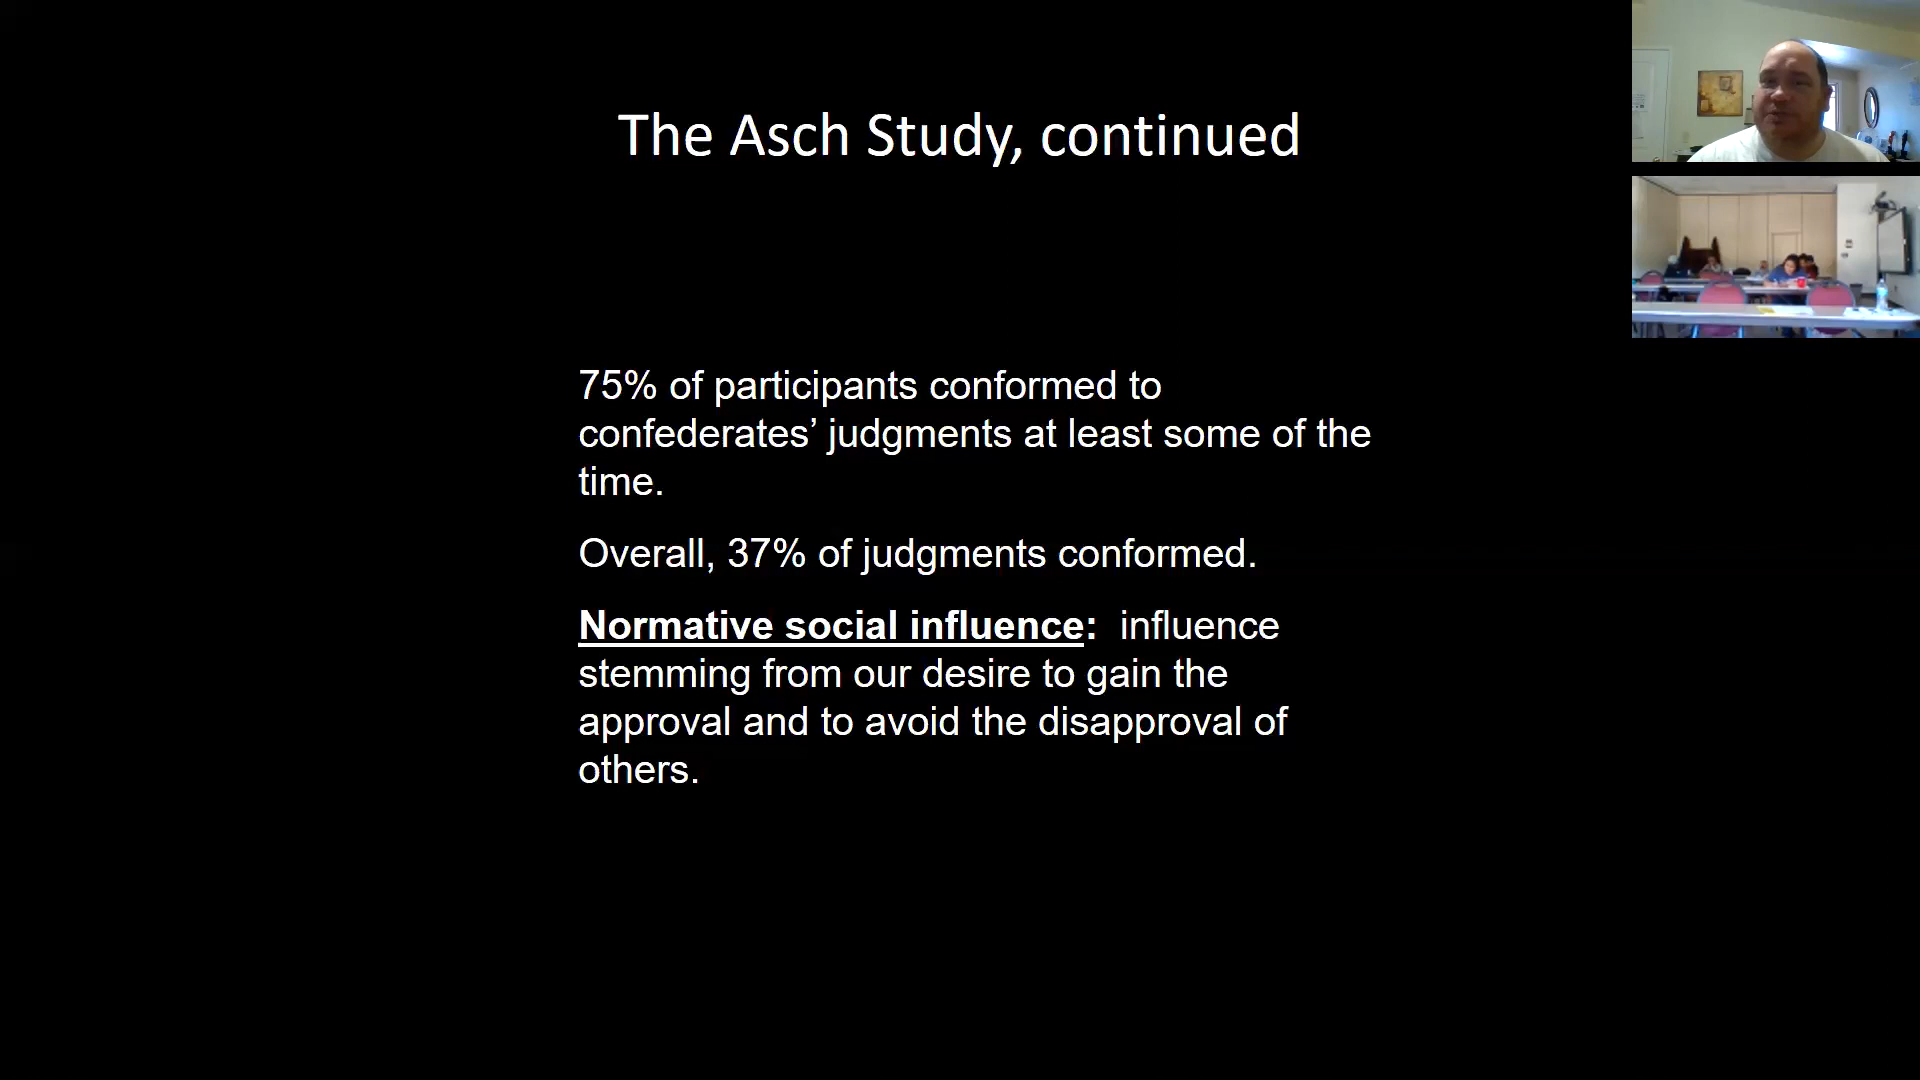 The Asch Study, continued
75% of participants conformed to
confederates’ judgments at least some of the
time.
Overall, 37% of judgments conformed.
Normative social influence:  influence
stemming from our desire to gain the
approval and to avoid the disapproval of
others.